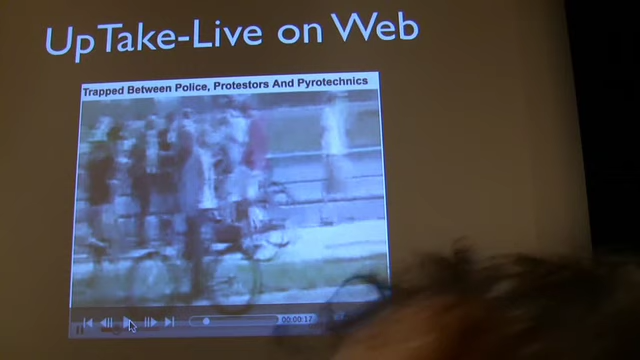 UpTake-Live on Web
Trapped Between Police, Protestors And Pyrotechnics
00:00:17